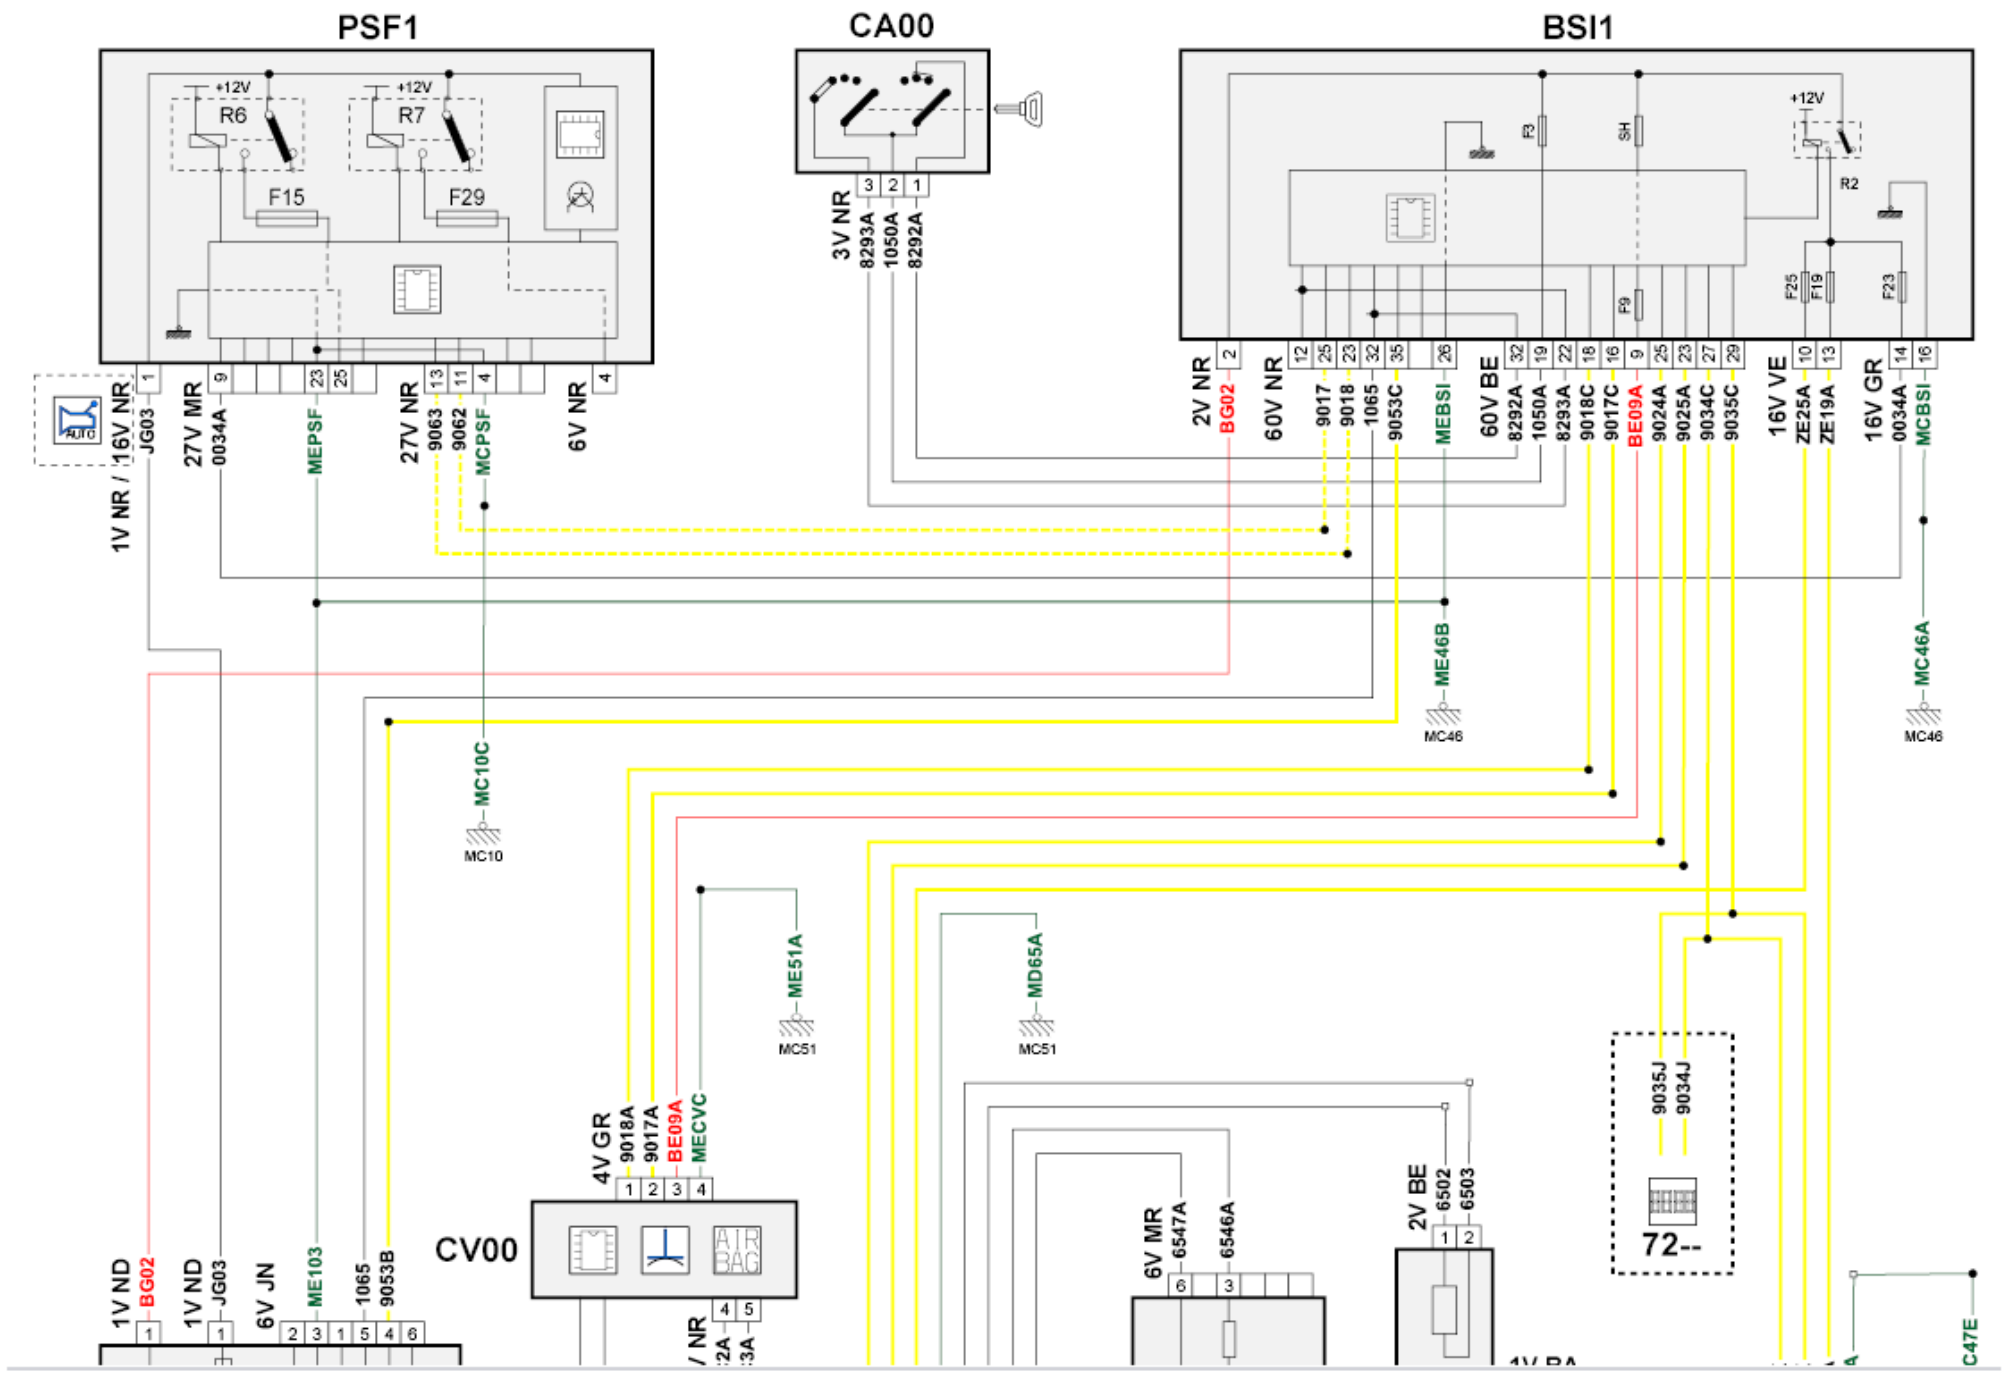 PSF1
CA00
BSI1
+12V
R6
+12V
R7
F15
F29
F3
SH
+12V
R2
F9
F25
F19
F23
3 2 1
3V NR
8293A
1050A
8292A
AUTO
1 9 23 25 13 11 4 4
1V NR / 16V NR
JG03
27V MR
0034A
MEPSF
27V NR
9063
9062
MCPSF
6V NR
2 12 25 23 32 35 26 32 19 22 18 16 9 25 23 27 29 10 13 14 16
2V NR
BG02
60V NR
9017
9018
1065
9053C
MEBSI
60V BE
8292A
1050A
8293A
9018C
9017C
BE09A
9024A
9025A
9034C
9035C
16V VE
ZE25A
ZE19A
16V GR
0034A
MCBSI
ME46B
MC46
MC46A
MC46
MC10C
MC10
ME51A
MC51
MD65A
MC51
4V GR
9018A
9017A
BE09A
MECVC
1 2 3 4
CV00
AIR
BAG
4 5
V NR
2A
3A
9035J
9034J
72--
2V BE
6502
6503
1 2
6V MR
6547A
6546A
6 3
1V ND
BG02
1V ND
JG03
6V JN
ME103
1065
9053B
1 1 2 3 1 5 4 6
1V BA
A
A
C47E